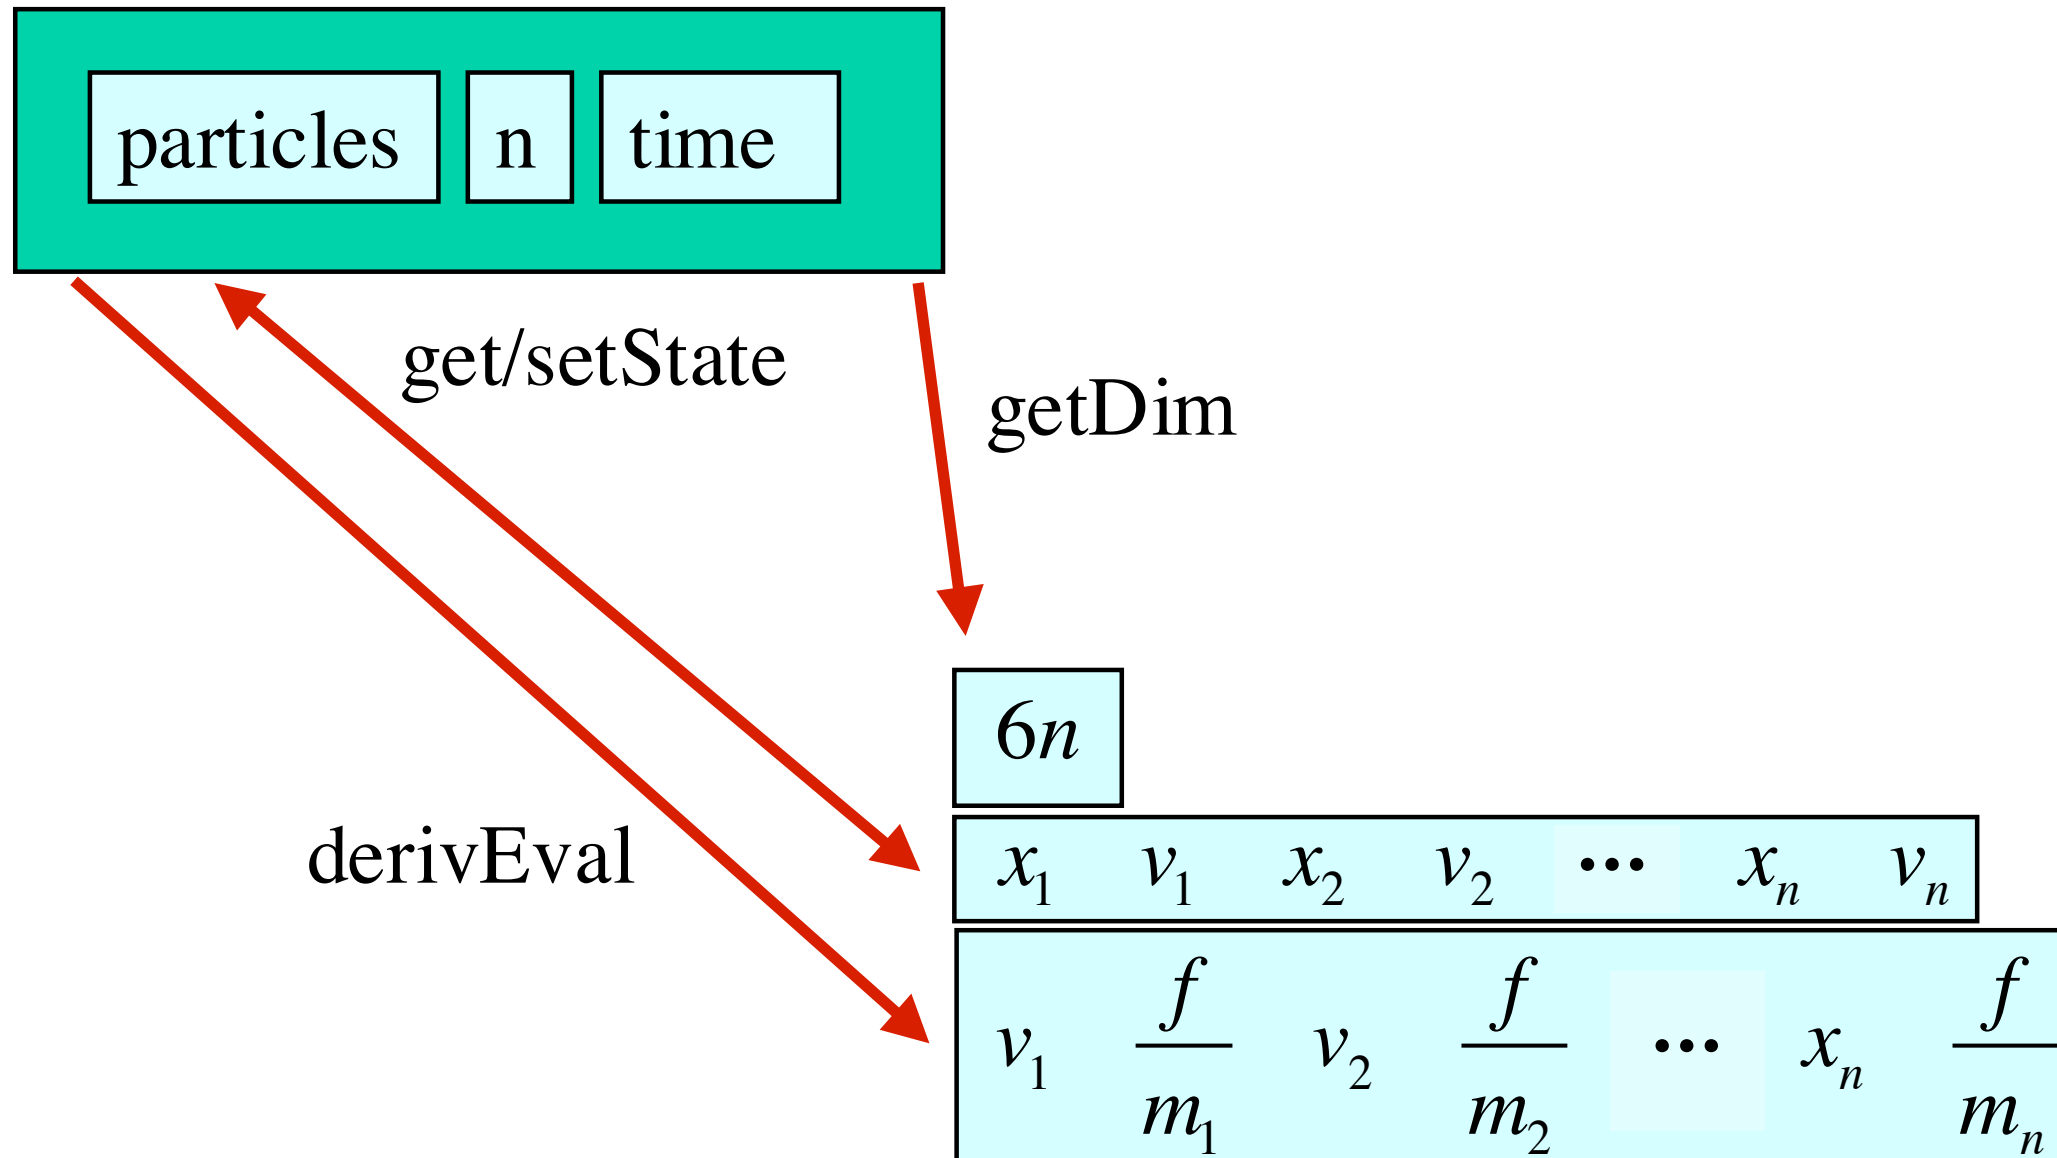 particles n time
get/setState
getDim
6n
derivEval
x₁ v₁ x₂ v₂ ••• xₙ vₙ
v₁ f/m₁ v₂ f/m₂ ••• xₙ f/mₙ